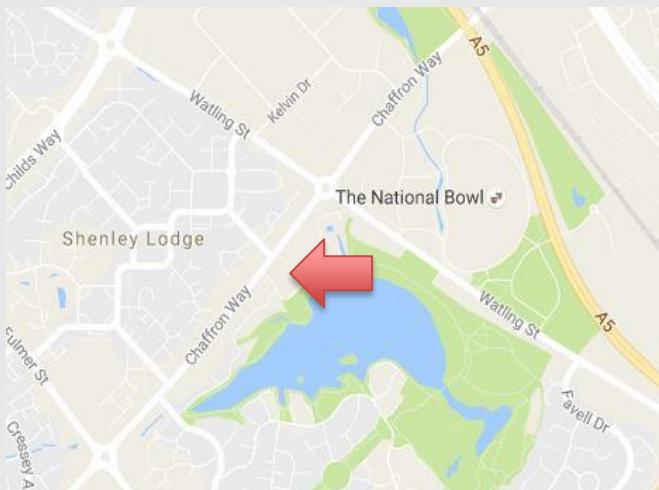 A5
Chaffron Way
Kelvin Dr
Watling St
Childs Way
The National Bowl
Shenley Lodge
Chaffron Way
Watling St
A5
Fulmer St
Favell Dr
Cressey A